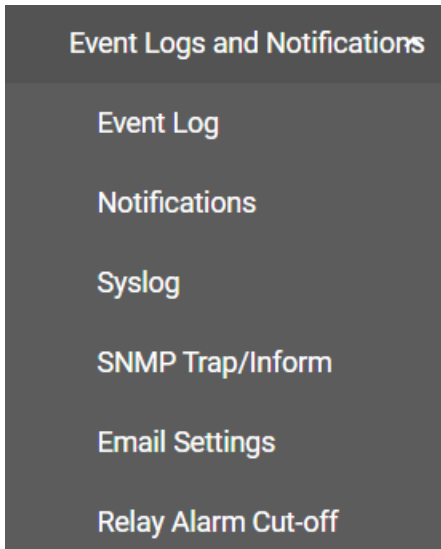 Event Logs and Notifications
Event Log
Notifications
Syslog
SNMP Trap/Inform
Email Settings
Relay Alarm Cut-off